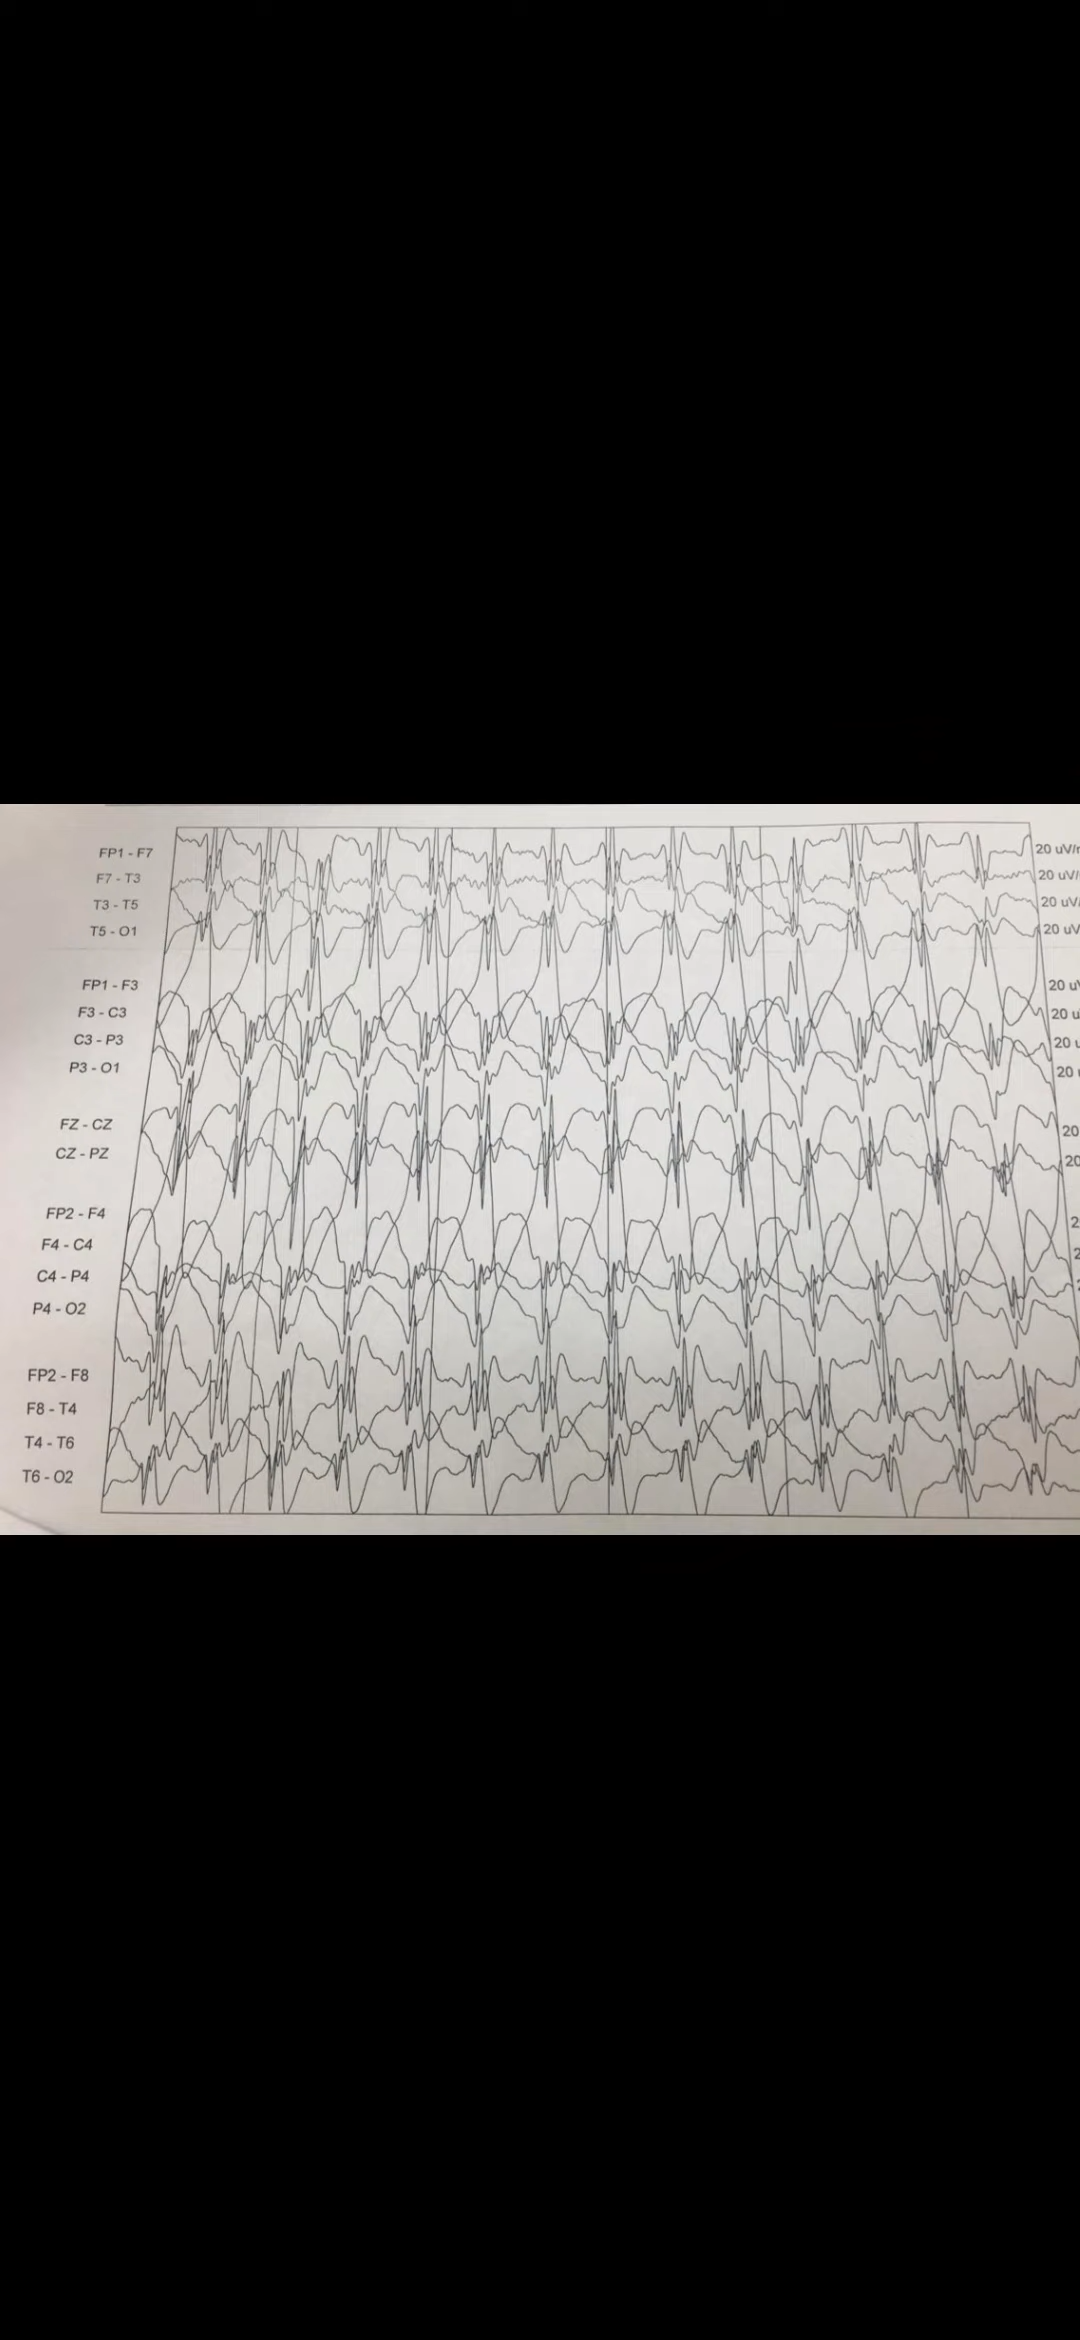 FP1 - F7 20 uV/
F7 - T3 20 uV/
T3 - T5 20 uV/
T5 - O1 20 uV
FP1 - F3 20 u
F3 - C3 20 u
C3 - P3 20
P3 - O1 20
FZ - CZ 20
CZ - PZ 20
FP2 - F4 2
F4 - C4 2
C4 - P4
P4 - O2
FP2 - F8
F8 - T4
T4 - T6
T6 - O2